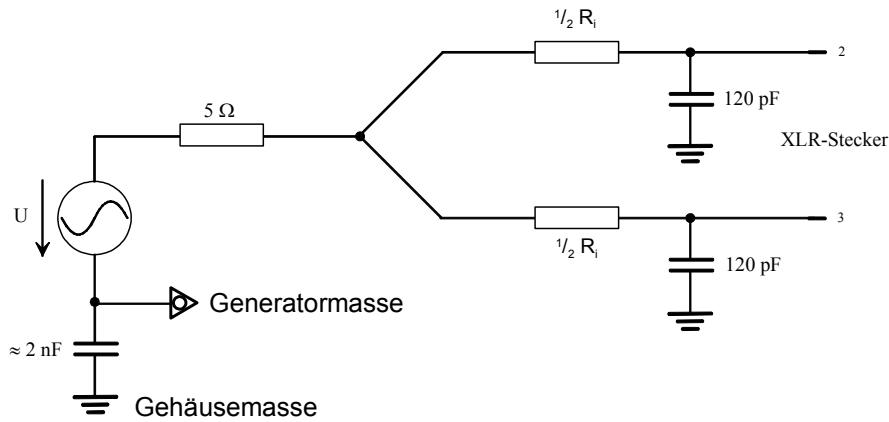 ½ Rᵢ
2
120 pF
5 Ω
XLR-Stecker
U
3
½ Rᵢ
120 pF
Generatormasse
≈ 2 nF
Gehäusemasse